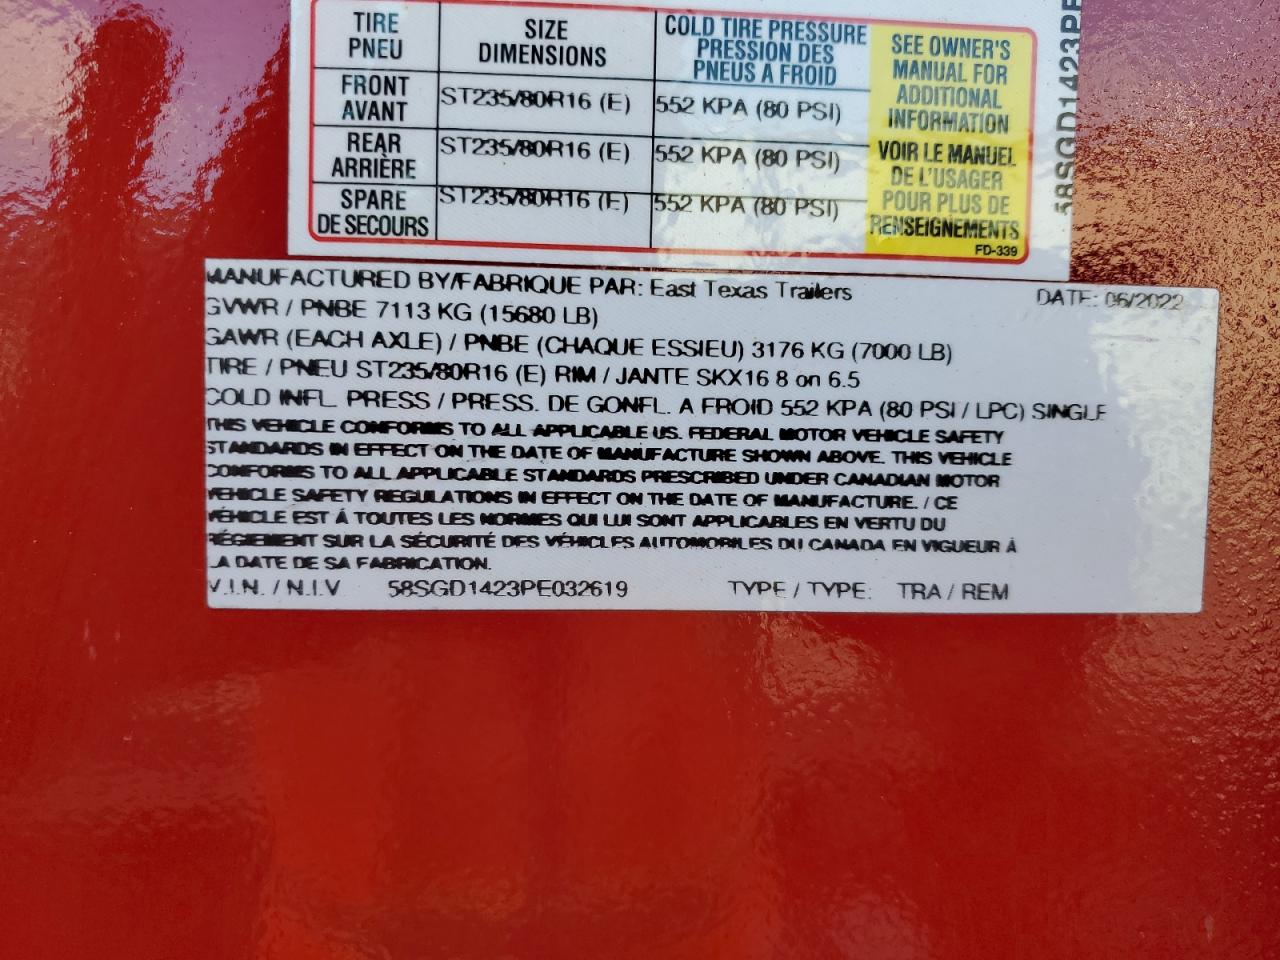 TIRE
PNEU
SIZE
DIMENSIONS
COLD TIRE PRESSURE
PRESSION DES
PNEUS A FROID
FRONT
AVANT
ST235/80R16 (E)
552 KPA (80 PSI)
REAR
ARRIÈRE
ST235/80R16 (E)
552 KPA (80 PSI)
SPARE
DE SECOURS
ST235/80R16 (E)
552 KPA (80 PSI)
SEE OWNER'S
MANUAL FOR
ADDITIONAL
INFORMATION
VOIR LE MANUEL
DE L'USAGER
POUR PLUS DE
RENSEIGNEMENTS
FD-339
58SGD1423PE
MANUFACTURED BY/FABRIQUE PAR: East Texas Trailers DATE: 06/2022
GVWR / PNBE 7113 KG (15680 LB)
GAWR (EACH AXLE) / PNBE (CHAQUE ESSIEU) 3176 KG (7000 LB)
TIRE / PNEU ST235/80R16 (E) RIM / JANTE SKX16 8 on 6.5
COLD INFL. PRESS / PRESS. DE GONFL. A FROID 552 KPA (80 PSI / LPC) SINGLE
THIS VEHICLE CONFORMS TO ALL APPLICABLE U.S. FEDERAL MOTOR VEHICLE SAFETY
STANDARDS IN EFFECT ON THE DATE OF MANUFACTURE SHOWN ABOVE. THIS VEHICLE
CONFORMS TO ALL APPLICABLE STANDARDS PRESCRIBED UNDER CANADIAN MOTOR
VEHICLE SAFETY REGULATIONS IN EFFECT ON THE DATE OF MANUFACTURE. / CE
VÉHICLE EST À TOUTES LES NORMES QUI LUI SONT APPLICABLES EN VERTU DU
RÉGIEMENT SUR LA SÉCURITÉ DES VÉHICLES AUTOMOBILES DU CANADA EN VIGUEUR À
LA DATE DE SA FABRICATION.
V.I.N. / N.I.V. 58SGD1423PE032619 TYPE / TYPE: TRA / REM